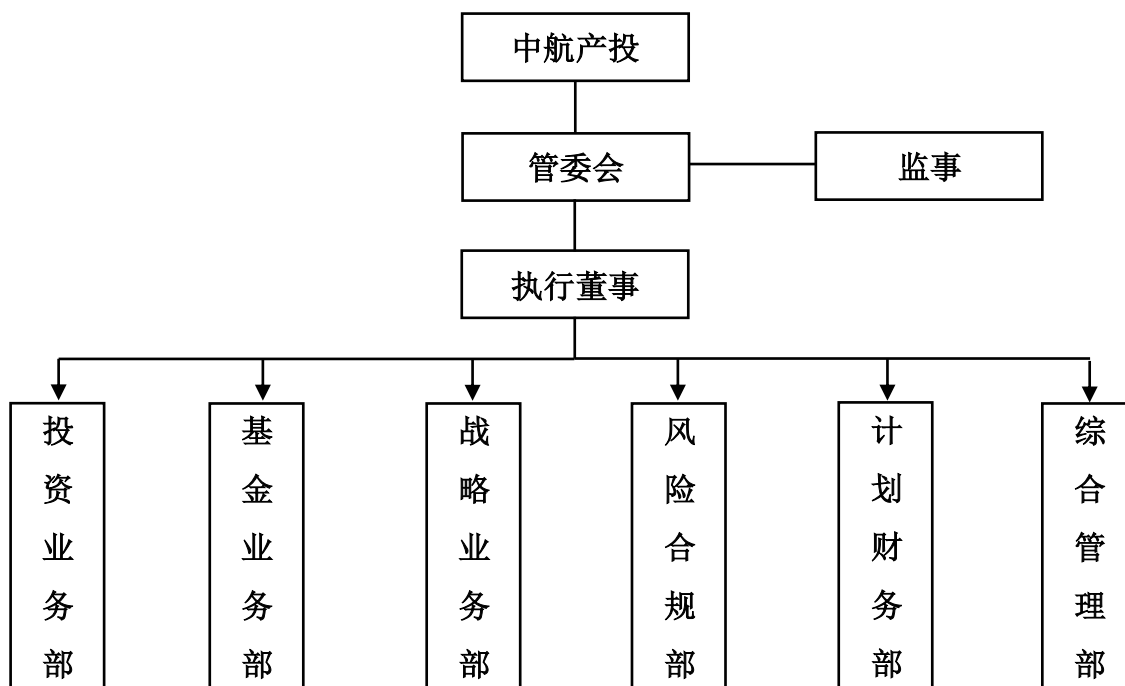 中航产投
管委会
监事
执行董事
投资业务部
基金业务部
战略业务部
风险合规部
计划财务部
综合管理部